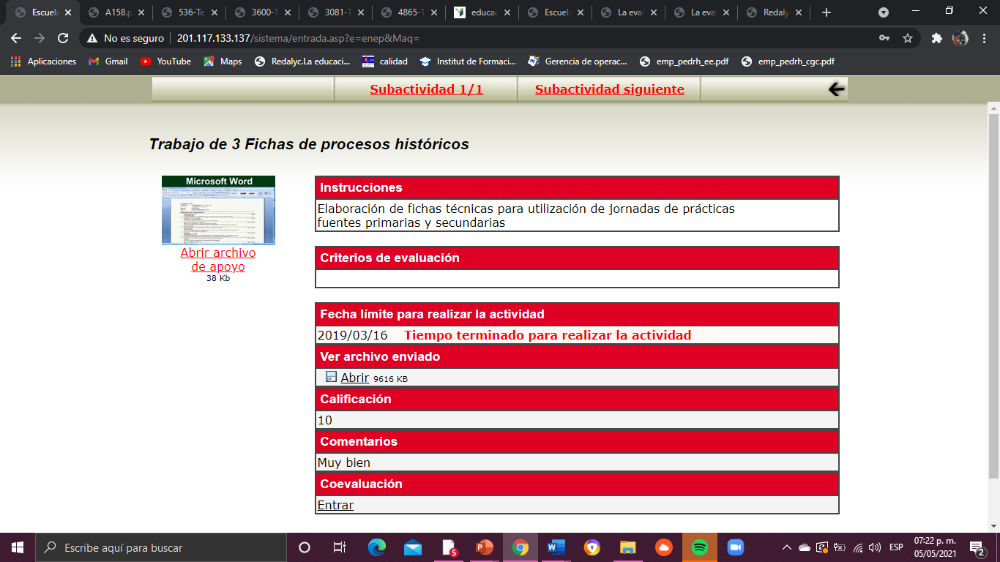 Escuela
A158.p
536-Te
3600-T
3081-T
4865-T
educac
Escuela
La eval
La eva
Redaly
No es seguro
201.117.133.137/sistema/entrada.asp?e=enep&Maq=
Aplicaciones
Gmail
YouTube
Maps
Redalyc.La educaci...
calidad
Institut de Formaci...
Gerencia de operac...
emp_pedrh_ee.pdf
emp_pedrh_cgc.pdf
Subactividad 1/1
Subactividad siguiente
Trabajo de 3 Fichas de procesos históricos
Microsoft Word
Abrir archivo
de apoyo
38 Kb
Instrucciones
Elaboración de fichas técnicas para utilización de jornadas de prácticas
fuentes primarias y secundarias
Criterios de evaluación
Fecha límite para realizar la actividad
2019/03/16 Tiempo terminado para realizar la actividad
Ver archivo enviado
Abrir 9616 KB
Calificación
10
Comentarios
Muy bien
Coevaluación
Entrar
Escribe aquí para buscar
5
ESP
07:22 p. m.
05/05/2021
2